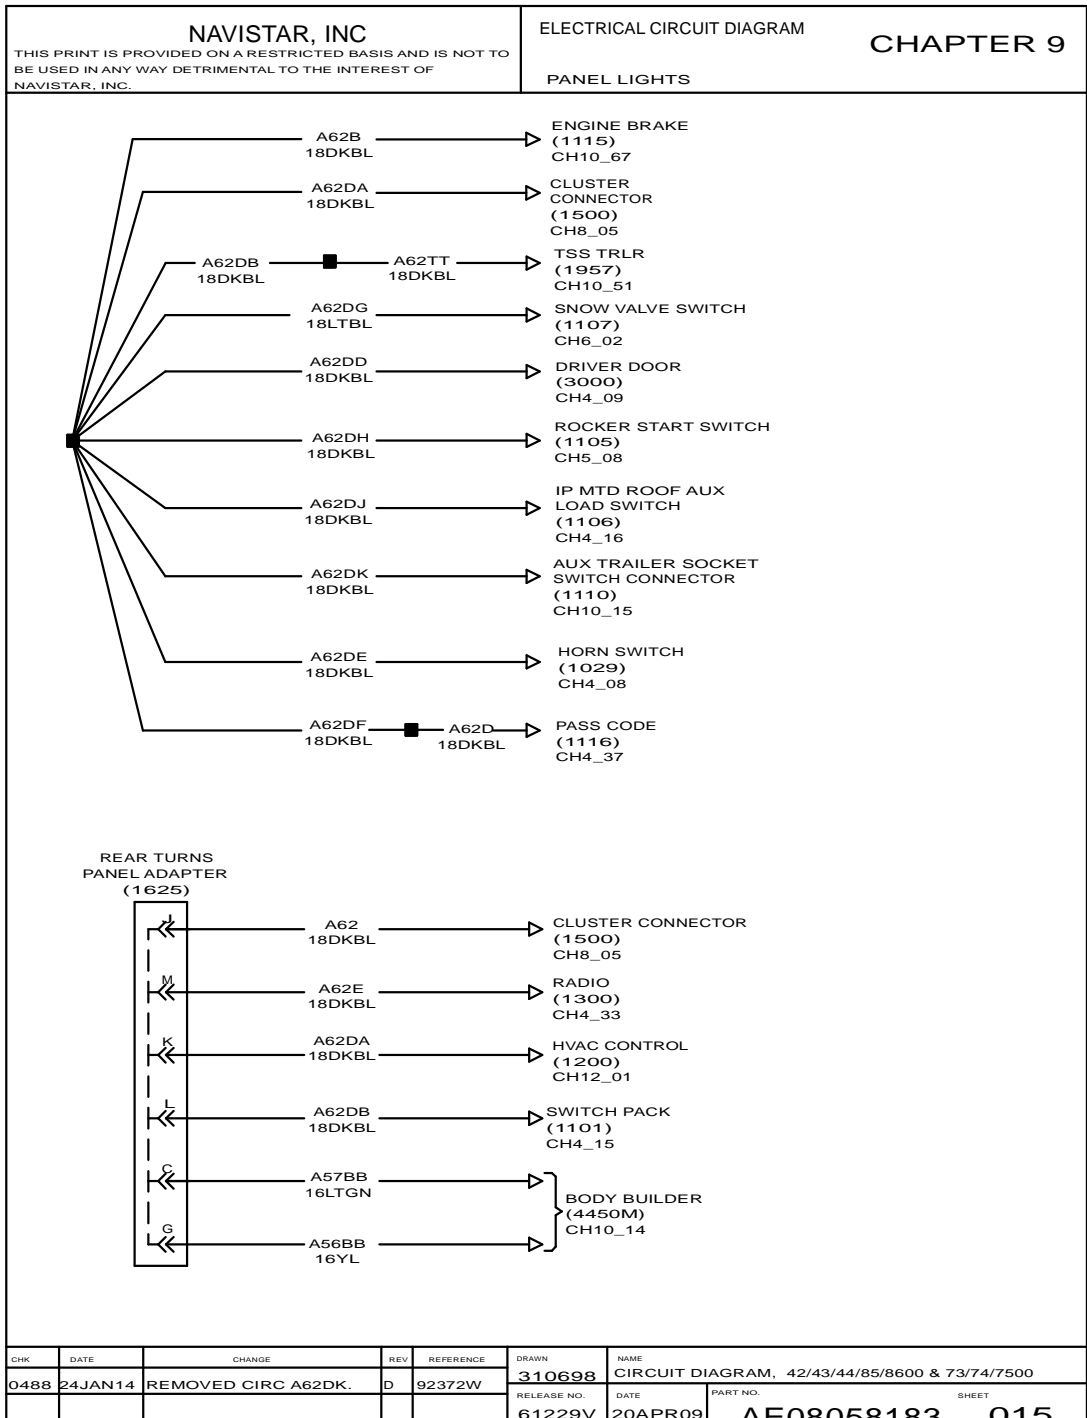 NAVISTAR, INC
THIS PRINT IS PROVIDED ON A RESTRICTED BASIS AND IS NOT TO
BE USED IN ANY WAY DETRIMENTAL TO THE INTEREST OF
NAVISTAR, INC.
ELECTRICAL CIRCUIT DIAGRAM
PANEL LIGHTS
CHAPTER 9
A62B
18DKBL
ENGINE BRAKE
(1115)
CH10_67
A62DA
18DKBL
CLUSTER
CONNECTOR
(1500)
CH8_05
A62DB
18DKBL
A62TT
18DKBL
TSS TRLR
(1957)
CH10_51
A62DG
18LTBL
SNOW VALVE SWITCH
(1107)
CH6_02
A62DD
18DKBL
DRIVER DOOR
(3000)
CH4_09
A62DH
18DKBL
ROCKER START SWITCH
(1105)
CH5_08
A62DJ
18DKBL
IP MTD ROOF AUX
LOAD SWITCH
(1106)
CH4_16
A62DK
18DKBL
AUX TRAILER SOCKET
SWITCH CONNECTOR
(1110)
CH10_15
A62DE
18DKBL
HORN SWITCH
(1029)
CH4_08
A62DF
18DKBL
A62D
18DKBL
PASS CODE
(1116)
CH4_37
REAR TURNS
PANEL ADAPTER
(1625)
J
A62
18DKBL
CLUSTER CONNECTOR
(1500)
CH8_05
M
A62E
18DKBL
RADIO
(1300)
CH4_33
K
A62DA
18DKBL
HVAC CONTROL
(1200)
CH12_01
L
A62DB
18DKBL
SWITCH PACK
(1101)
CH4_15
C
A57BB
16LTGN
G
A56BB
16YL
BODY BUILDER
(4450M)
CH10_14
CHK DATE CHANGE REV REFERENCE
0488 24JAN14 REMOVED CIRC A62DK. D 92372W
DRAWN
310698
NAME
CIRCUIT DIAGRAM, 42/43/44/85/8600 & 73/74/7500
RELEASE NO.
61229V
DATE
20APR09
PART NO.
AE08058183
SHEET
015